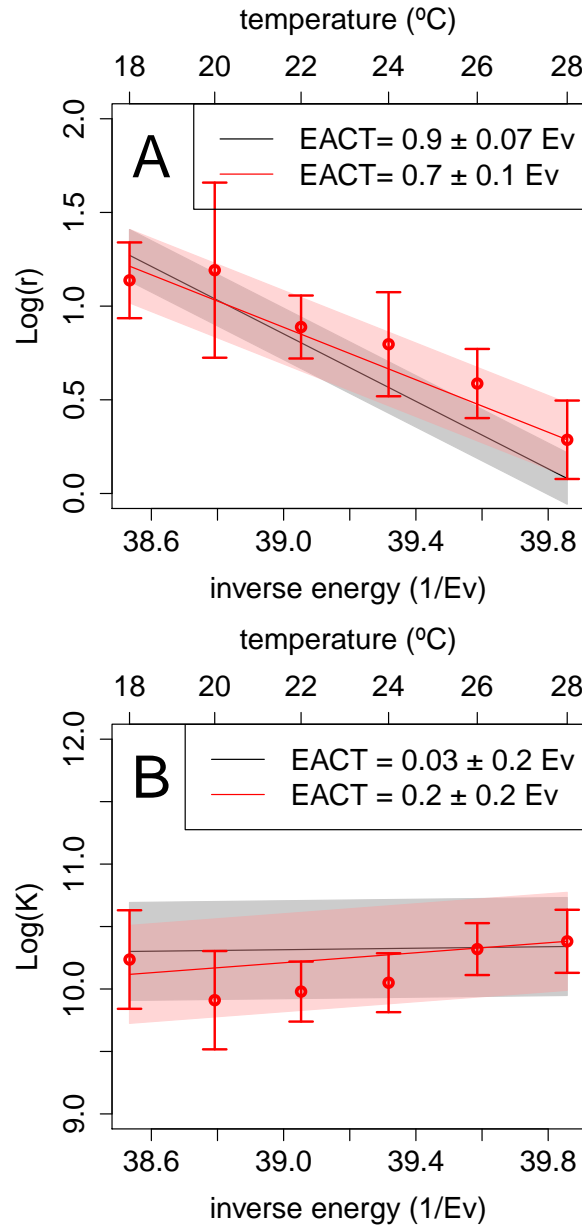 temperature (ºC)
18 20 22 24 26 28
A
EACT= 0.9 ± 0.07 Ev
EACT= 0.7 ± 0.1 Ev
Log(r)
2.0
1.5
1.0
0.5
0.0
38.6 39.0 39.4 39.8
inverse energy (1/Ev)
temperature (ºC)
18 20 22 24 26 28
B
EACT = 0.03 ± 0.2 Ev
EACT = 0.2 ± 0.2 Ev
Log(K)
12.0
11.0
10.0
9.0
38.6 39.0 39.4 39.8
inverse energy (1/Ev)